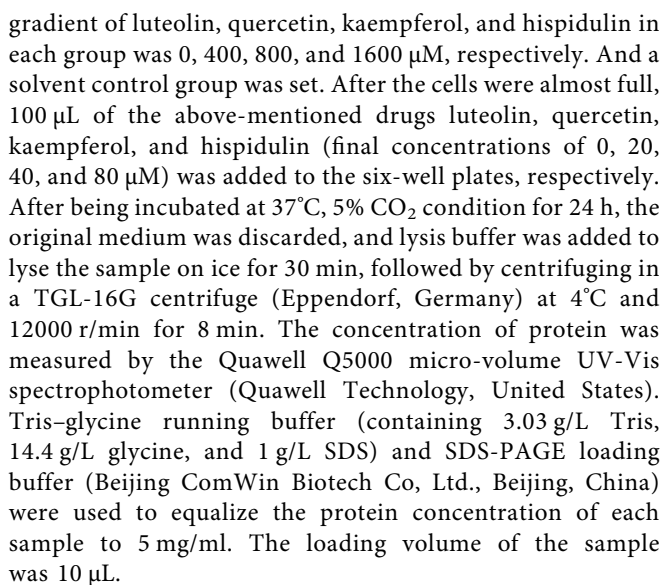 gradient of luteolin, quercetin, kaempferol, and hispidulin in
each group was 0, 400, 800, and 1600 μM, respectively. And a
solvent control group was set. After the cells were almost full,
100 μL of the above-mentioned drugs luteolin, quercetin,
kaempferol, and hispidulin (final concentrations of 0, 20,
40, and 80 μM) was added to the six-well plates, respectively.
After being incubated at 37°C, 5% CO₂ condition for 24 h, the
original medium was discarded, and lysis buffer was added to
lyse the sample on ice for 30 min, followed by centrifuging in
a TGL-16G centrifuge (Eppendorf, Germany) at 4°C and
12000 r/min for 8 min. The concentration of protein was
measured by the Quawell Q5000 micro-volume UV-Vis
spectrophotometer (Quawell Technology, United States).
Tris–glycine running buffer (containing 3.03 g/L Tris,
14.4 g/L glycine, and 1 g/L SDS) and SDS-PAGE loading
buffer (Beijing ComWin Biotech Co, Ltd., Beijing, China)
were used to equalize the protein concentration of each
sample to 5 mg/ml. The loading volume of the sample
was 10 μL.